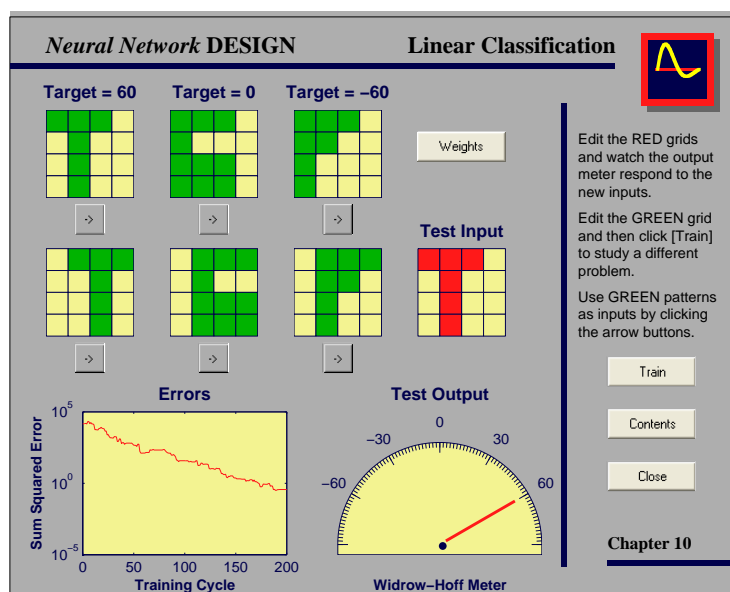 Neural Network DESIGN
Linear Classification
Target = 60
Target = 0
Target = −60
Weights
Edit the RED grids
and watch the output
meter respond to the
new inputs.
Edit the GREEN grid
and then click [Train]
to study a different
problem.
Use GREEN patterns
as inputs by clicking
the arrow buttons.
->
->
->
Test Input
->
->
->
Train
Contents
Close
Chapter 10
Errors
10^5
10^0
10^−5
Sum Squared Error
0 50 100 150 200
Training Cycle
Test Output
−60
−30
0
30
60
Widrow−Hoff Meter